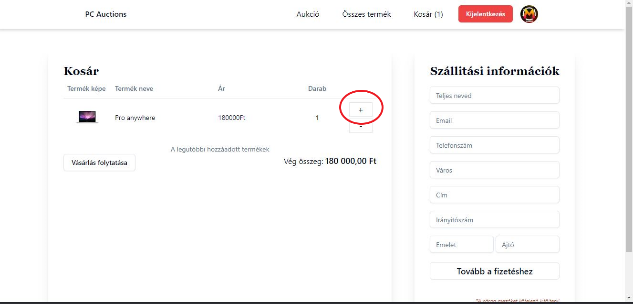 PC Auctions Aukció Összes termék Kosár (1) Kijelentkezés
Kosár
Termék képe Termék neve Ár Darab
Pro anywhere 180000Ft 1 +
-
A legutóbbi hozzáadott termékek
Vásárlás folytatása Vég összeg: 180 000,00 Ft
Szállítási információk
Teljes neved
Email
Telefonszám
Város
Cím
Irányítószám
Emelet Ajtó
Tovább a fizetéshez